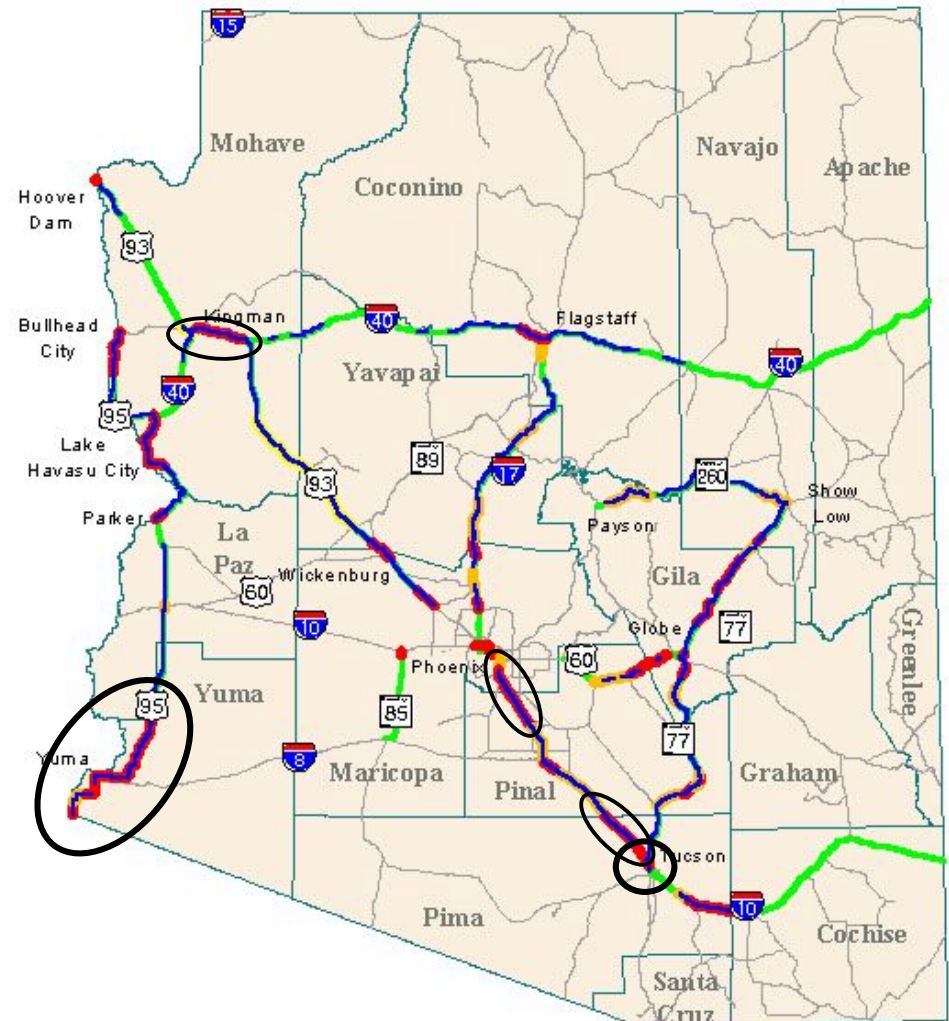 15
Mohave
Navajo
Apache
Coconino
Hoover
Dam
93
Kingman
40
Flagstaff
Bullhead
City
40
Yavapai
40
95
Lake
Havasu City
89
17
93
260
Show
Low
Parker
Payson
La
Paz
Gila
Wickenburg
60
10
77
Globe
Greenlee
60
Phoenix
Yuma
95
85
77
Yuma
8
Maricopa
Pinal
Graham
Tucson
10
Pima
Cochise
Santa
Cruz